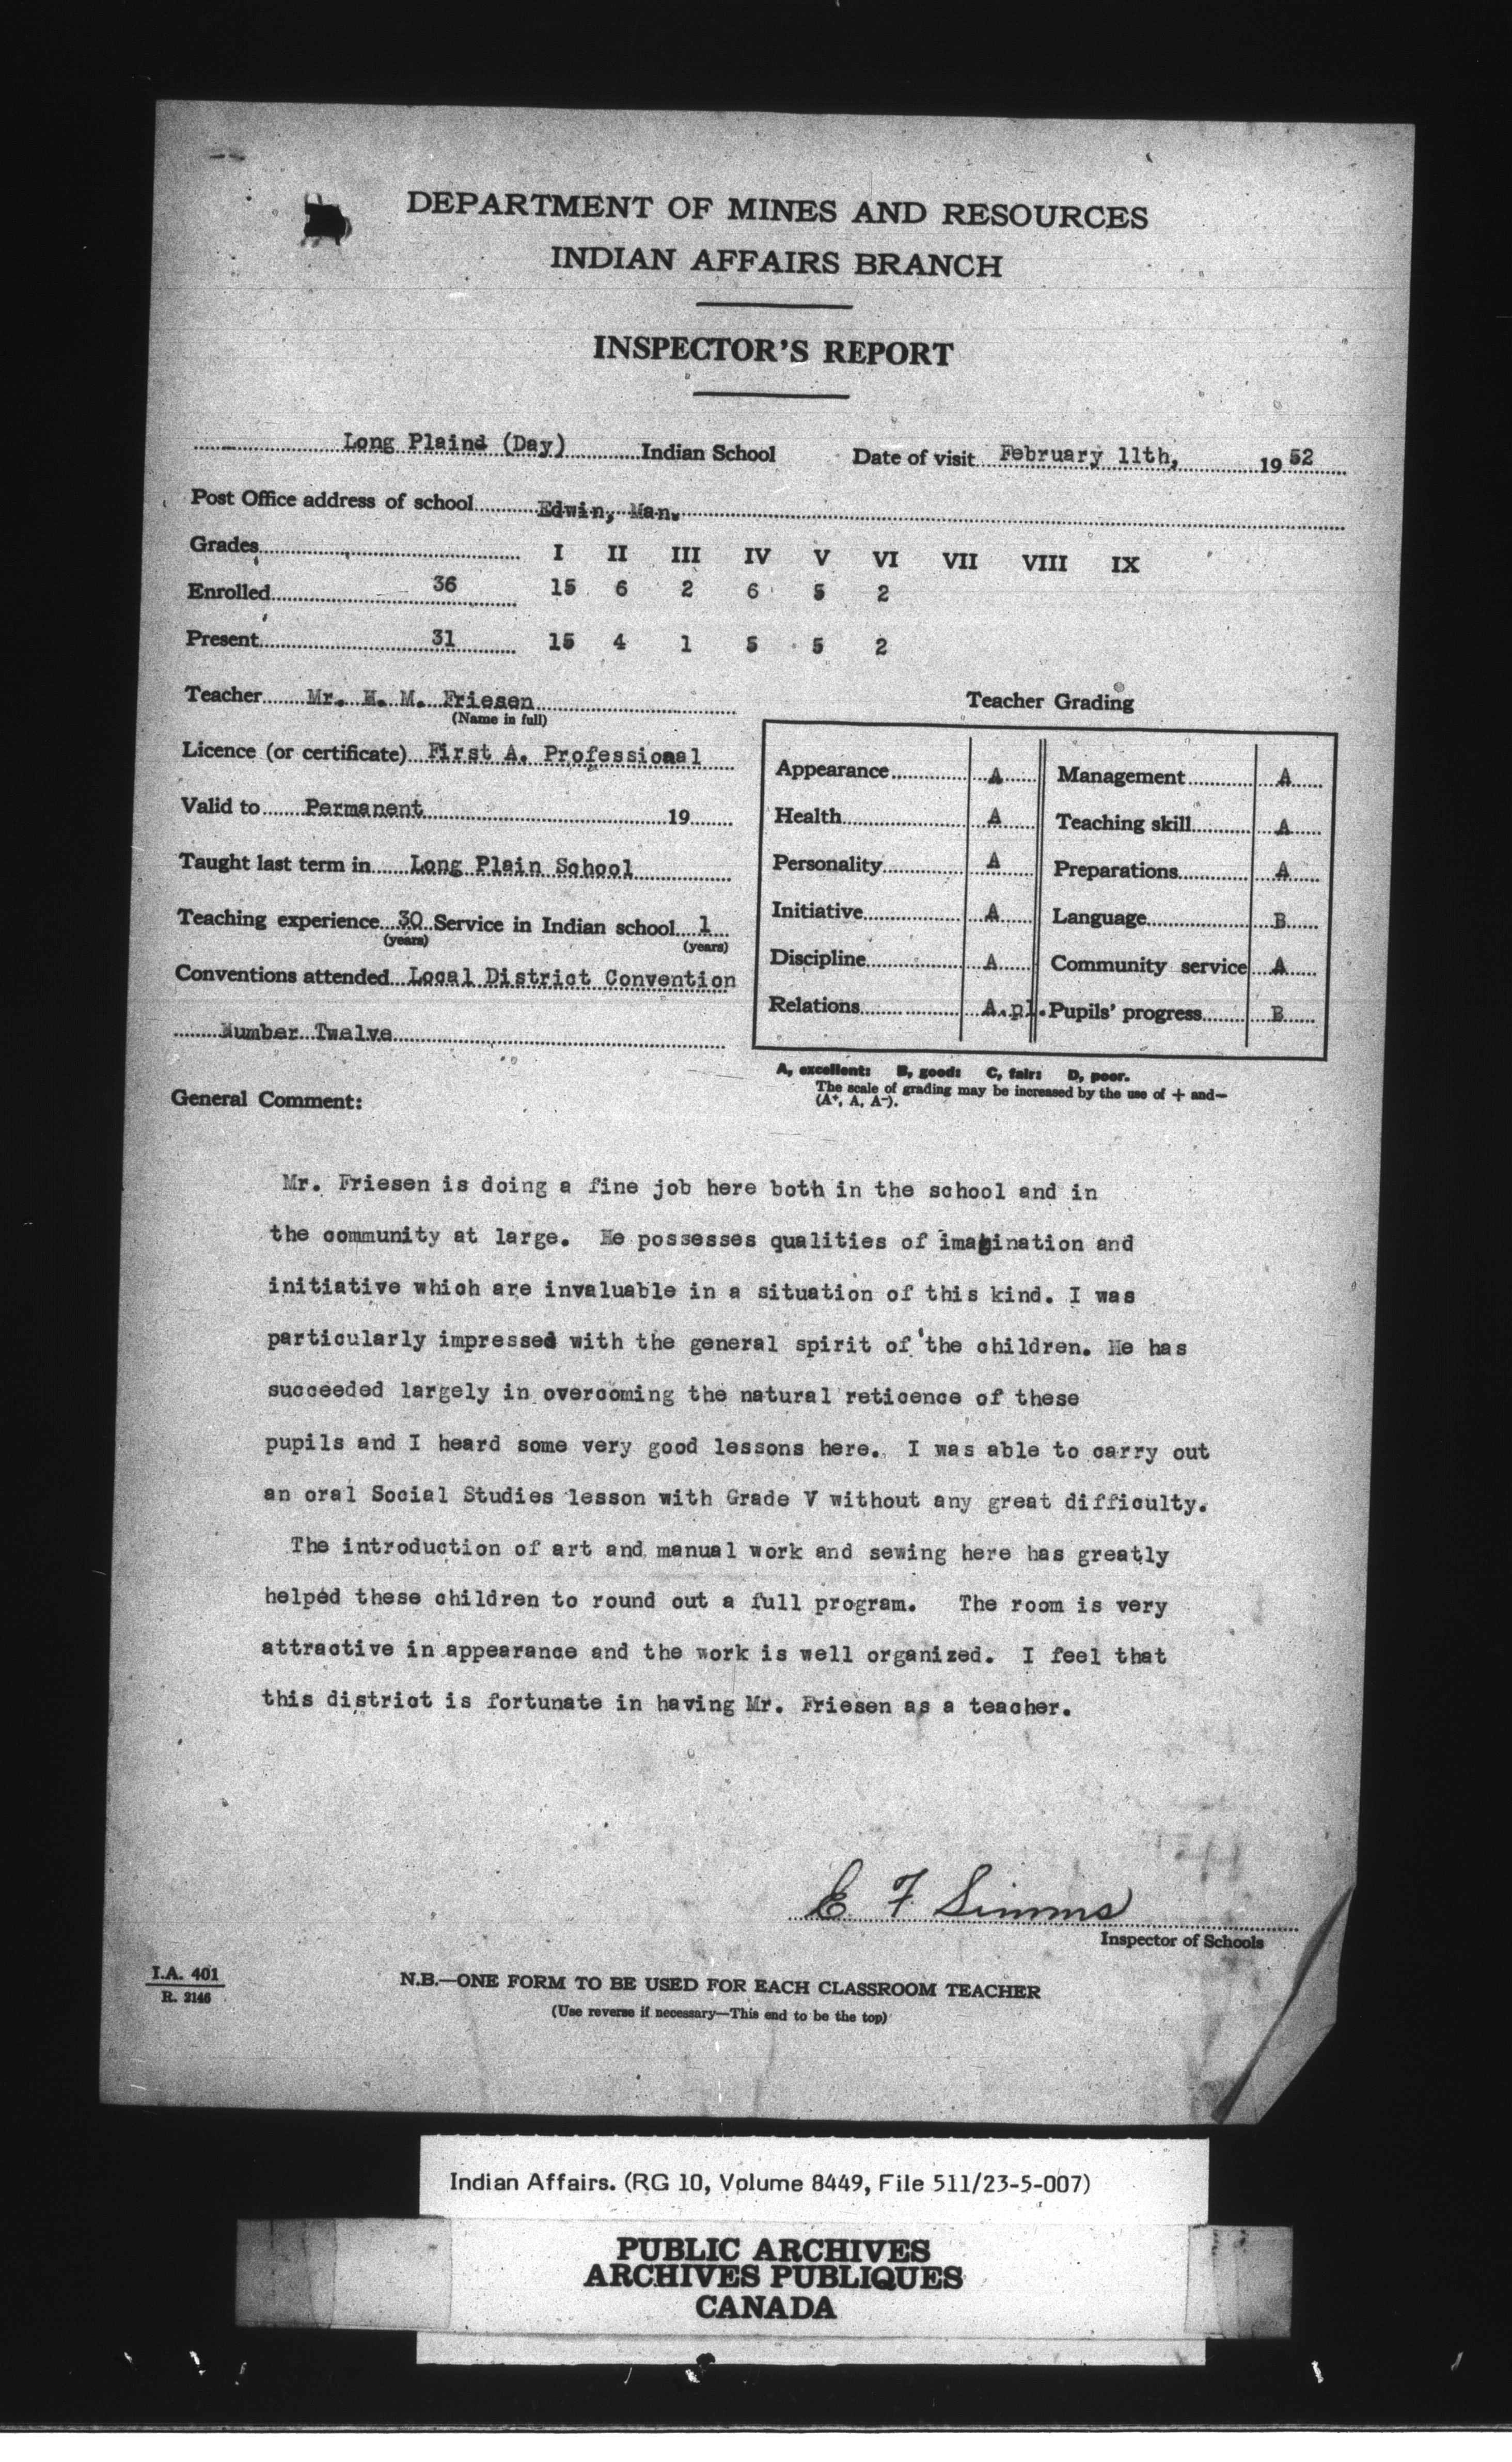 DEPARTMENT OF MINES AND RESOURCES
INDIAN AFFAIRS BRANCH
INSPECTOR'S REPORT
Long Plains (Day) Indian School Date of visit February 11th, 19 52
Post Office address of school Edwin, Man.
Grades I II III IV V VI VII VIII IX
Enrolled 36 15 6 2 6 5 2
Present 31 15 4 1 5 5 2
Teacher Mr. H. M. Friesen
(Name in full)
Licence (or certificate) First A. Professional
Valid to Permanent 19
Taught last term in Long Plain School
Teaching experience 30 Service in Indian school 1
(years) (years)
Conventions attended Local District Convention
Number Twelve
Teacher Grading
Appearance A Management A
Health A Teaching skill A
Personality A Preparations A
Initiative A Language B
Discipline A Community service A
Relations A.pl. Pupils' progress B
A, excellent: B, good: C, fair: D, poor.
The scale of grading may be increased by the use of + and—
(A+, A, A-).
General Comment:
Mr. Friesen is doing a fine job here both in the school and in
the community at large. He possesses qualities of imagination and
initiative which are invaluable in a situation of this kind. I was
particularly impressed with the general spirit of the children. He has
succeeded largely in overcoming the natural reticence of these
pupils and I heard some very good lessons here. I was able to carry out
an oral Social Studies lesson with Grade V without any great difficulty.
The introduction of art and manual work and sewing here has greatly
helped these children to round out a full program. The room is very
attractive in appearance and the work is well organized. I feel that
this district is fortunate in having Mr. Friesen as a teacher.
E F Simms
Inspector of Schools
I.A. 401
R. 2146
N.B.—ONE FORM TO BE USED FOR EACH CLASSROOM TEACHER
(Use reverse if necessary—This end to be the top)
Indian Affairs. (RG 10, Volume 8449, File 511/23-5-007)
PUBLIC ARCHIVES
ARCHIVES PUBLIQUES
CANADA